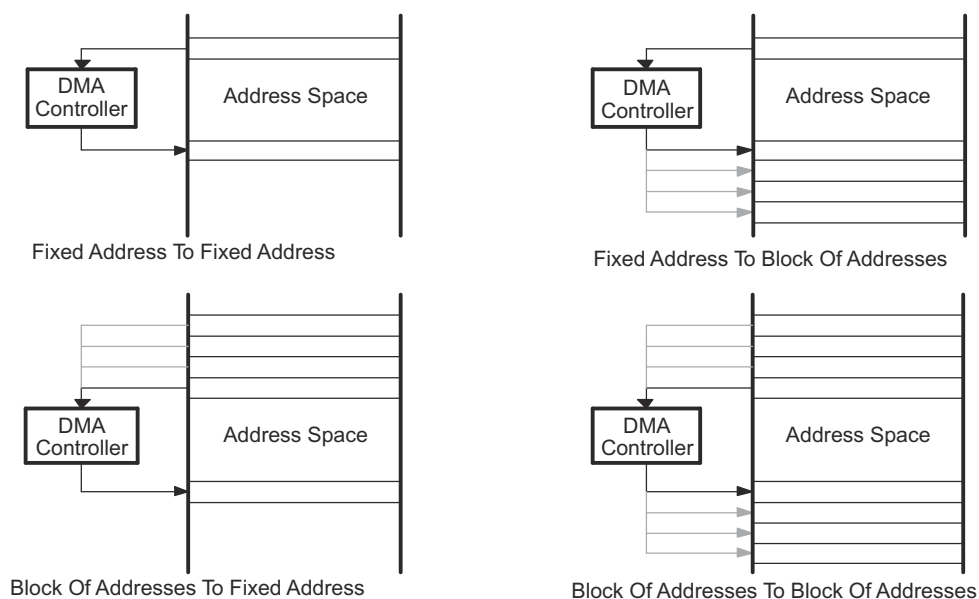 DMA
Controller
Address Space
Fixed Address To Fixed Address
DMA
Controller
Address Space
Fixed Address To Block Of Addresses
DMA
Controller
Address Space
Block Of Addresses To Fixed Address
DMA
Controller
Address Space
Block Of Addresses To Block Of Addresses